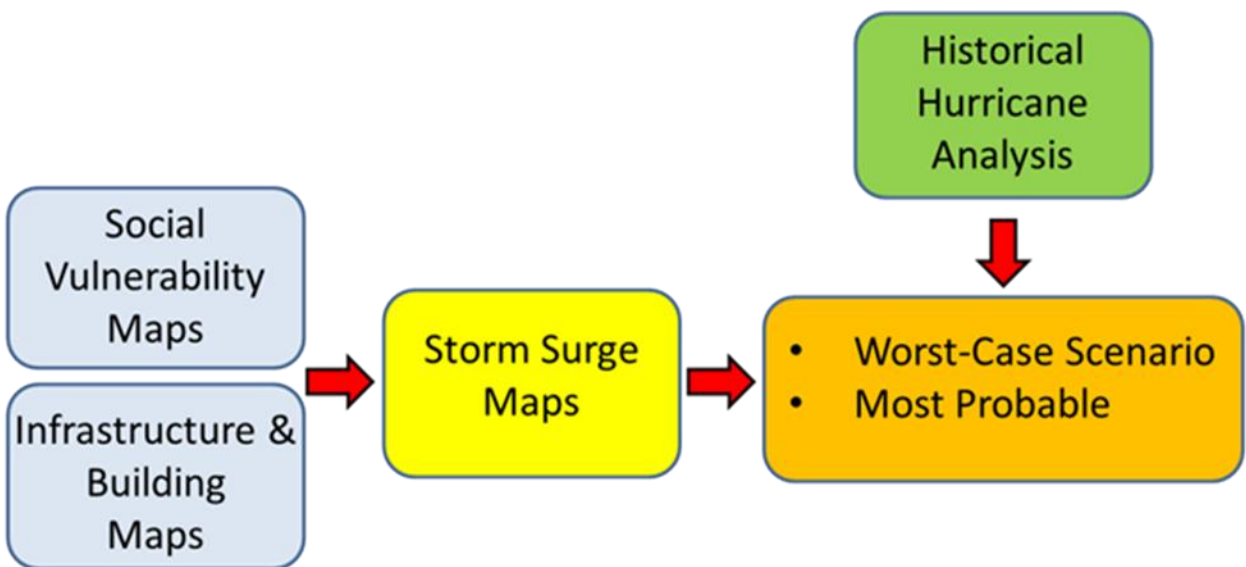 Historical
Hurricane
Analysis
Social
Vulnerability
Maps
Infrastructure &
Building
Maps
Storm Surge
Maps
• Worst-Case Scenario
• Most Probable